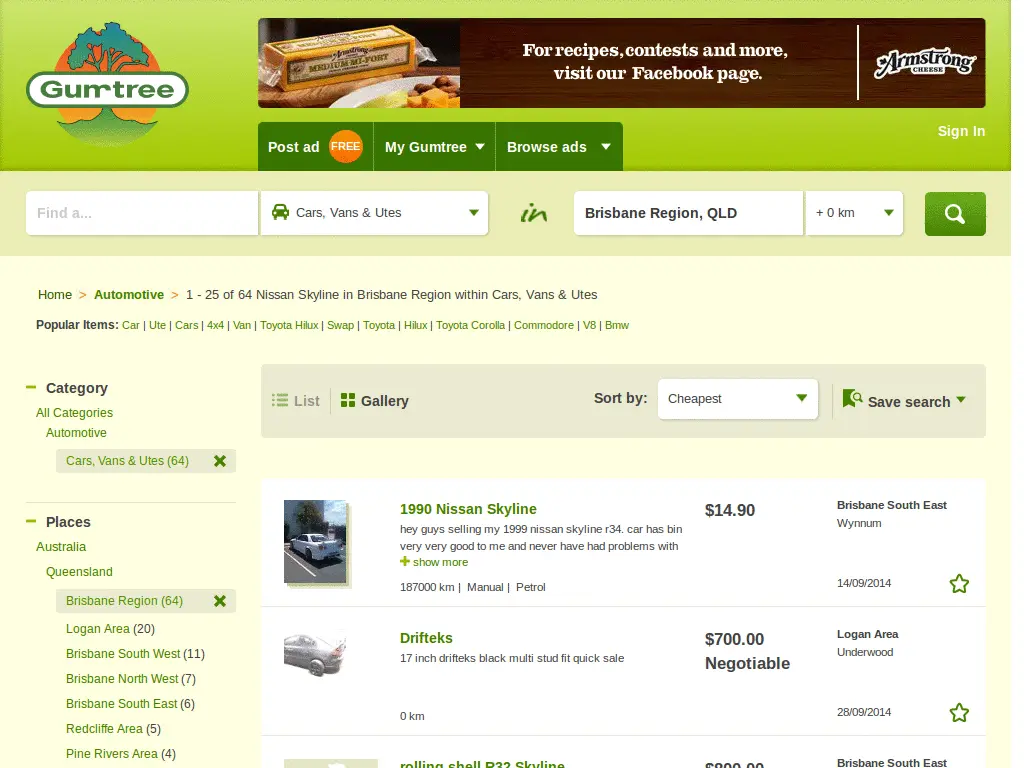 Gumtree
Armstrong
MEDIUM MI-FORT
For recipes, contests and more,
visit our Facebook page.
Armstrong
CHEESE
Sign In
Post ad FREE My Gumtree Browse ads
Find a... Cars, Vans & Utes in Brisbane Region, QLD + 0 km
Home > Automotive > 1 - 25 of 64 Nissan Skyline in Brisbane Region within Cars, Vans & Utes
Popular Items: Car | Ute | Cars | 4x4 | Van | Toyota Hilux | Swap | Toyota | Hilux | Toyota Corolla | Commodore | V8 | Bmw
Category
All Categories
Automotive
Cars, Vans & Utes (64)
Places
Australia
Queensland
Brisbane Region (64)
Logan Area (20)
Brisbane South West (11)
Brisbane North West (7)
Brisbane South East (6)
Redcliffe Area (5)
Pine Rivers Area (4)
List Gallery Sort by: Cheapest Save search
1990 Nissan Skyline
hey guys selling my 1999 nissan skyline r34. car has bin
very very good to me and never have had problems with
show more
187000 km | Manual | Petrol
$14.90
Brisbane South East
Wynnum
14/09/2014
Drifteks
17 inch drifteks black multi stud fit quick sale
0 km
$700.00
Negotiable
Logan Area
Underwood
28/09/2014
rolling shell R32 Skyline
$800.00
Brisbane South East